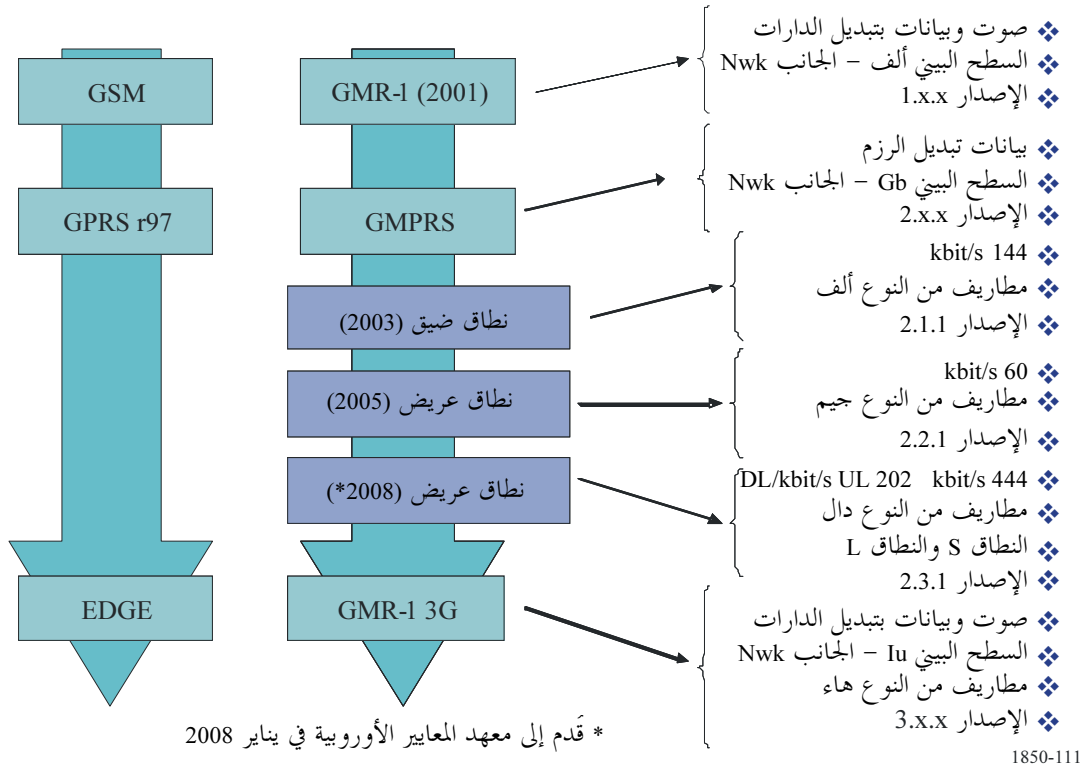 GSM
GPRS r97
EDGE
GMR-1 (2001)
GMPRS
نطاق ضيق (2003)
نطاق عريض (2005)
نطاق عريض (2008*)
GMR-1 3G
صوت وبيانات بتبديل الدارات
السطح البيني ألف – الجانب Nwk
الإصدار 1.x.x
بيانات تبديل الرزم
السطح البيني Gb – الجانب Nwk
الإصدار 2.x.x
kbit/s 144
مطاريف من النوع ألف
الإصدار 2.1.1
kbit/s 60
مطاريف من النوع جيم
الإصدار 2.2.1
DL/kbit/s UL 202 kbit/s 444
مطاريف من النوع دال
النطاق S والنطاق L
الإصدار 2.3.1
صوت وبيانات بتبديل الدارات
السطح البيني Iu – الجانب Nwk
مطاريف من النوع هاء
الإصدار 3.x.x
* قَدم إلى معهد المعايير الأوروبية في يناير 2008
1850-111